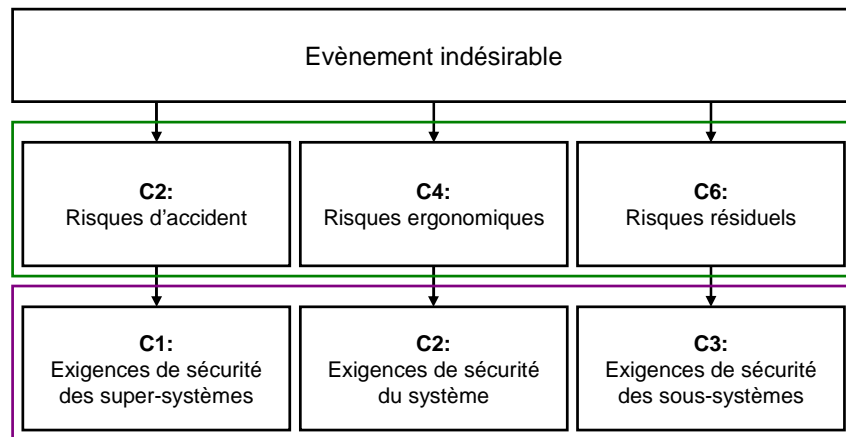 Evènement indésirable
C2:
Risques d'accident
C4:
Risques ergonomiques
C6:
Risques résiduels
C1:
Exigences de sécurité
des super-systèmes
C2:
Exigences de sécurité
du système
C3:
Exigences de sécurité
des sous-systèmes